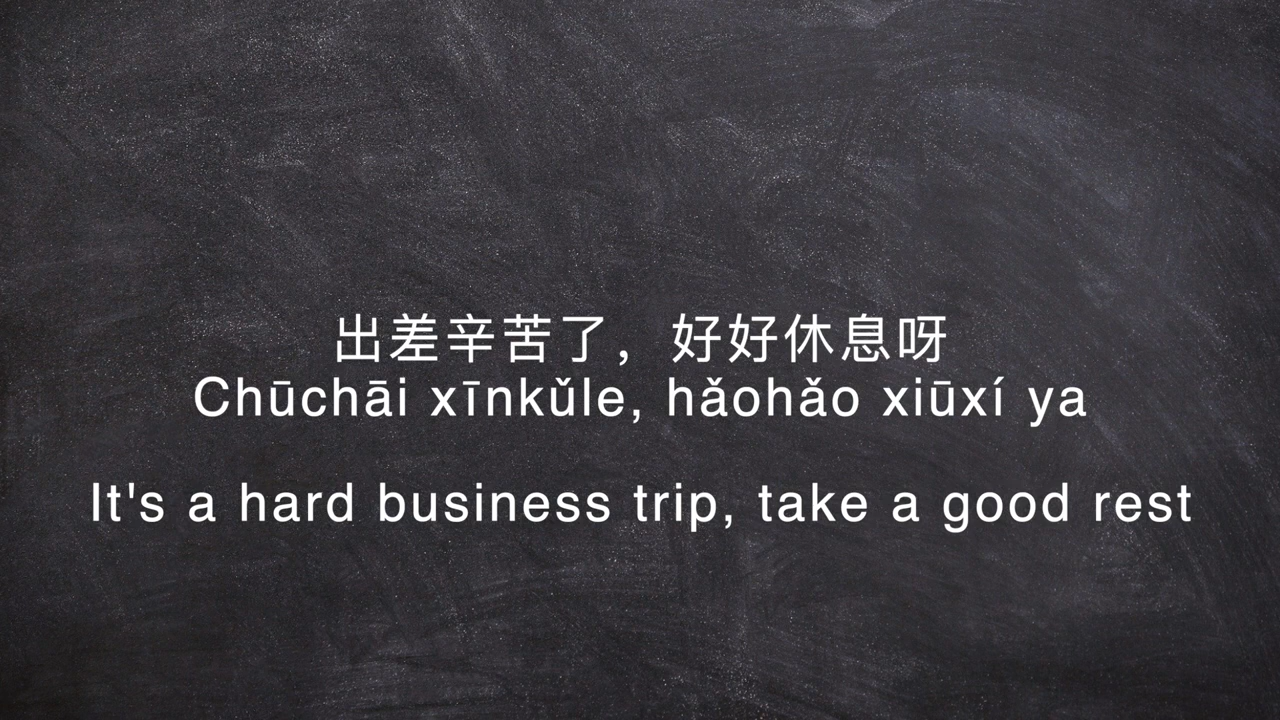 出差辛苦了，好好休息呀
Chūchāi xīnkǔle, hǎohǎo xiūxí ya
It's a hard business trip, take a good rest